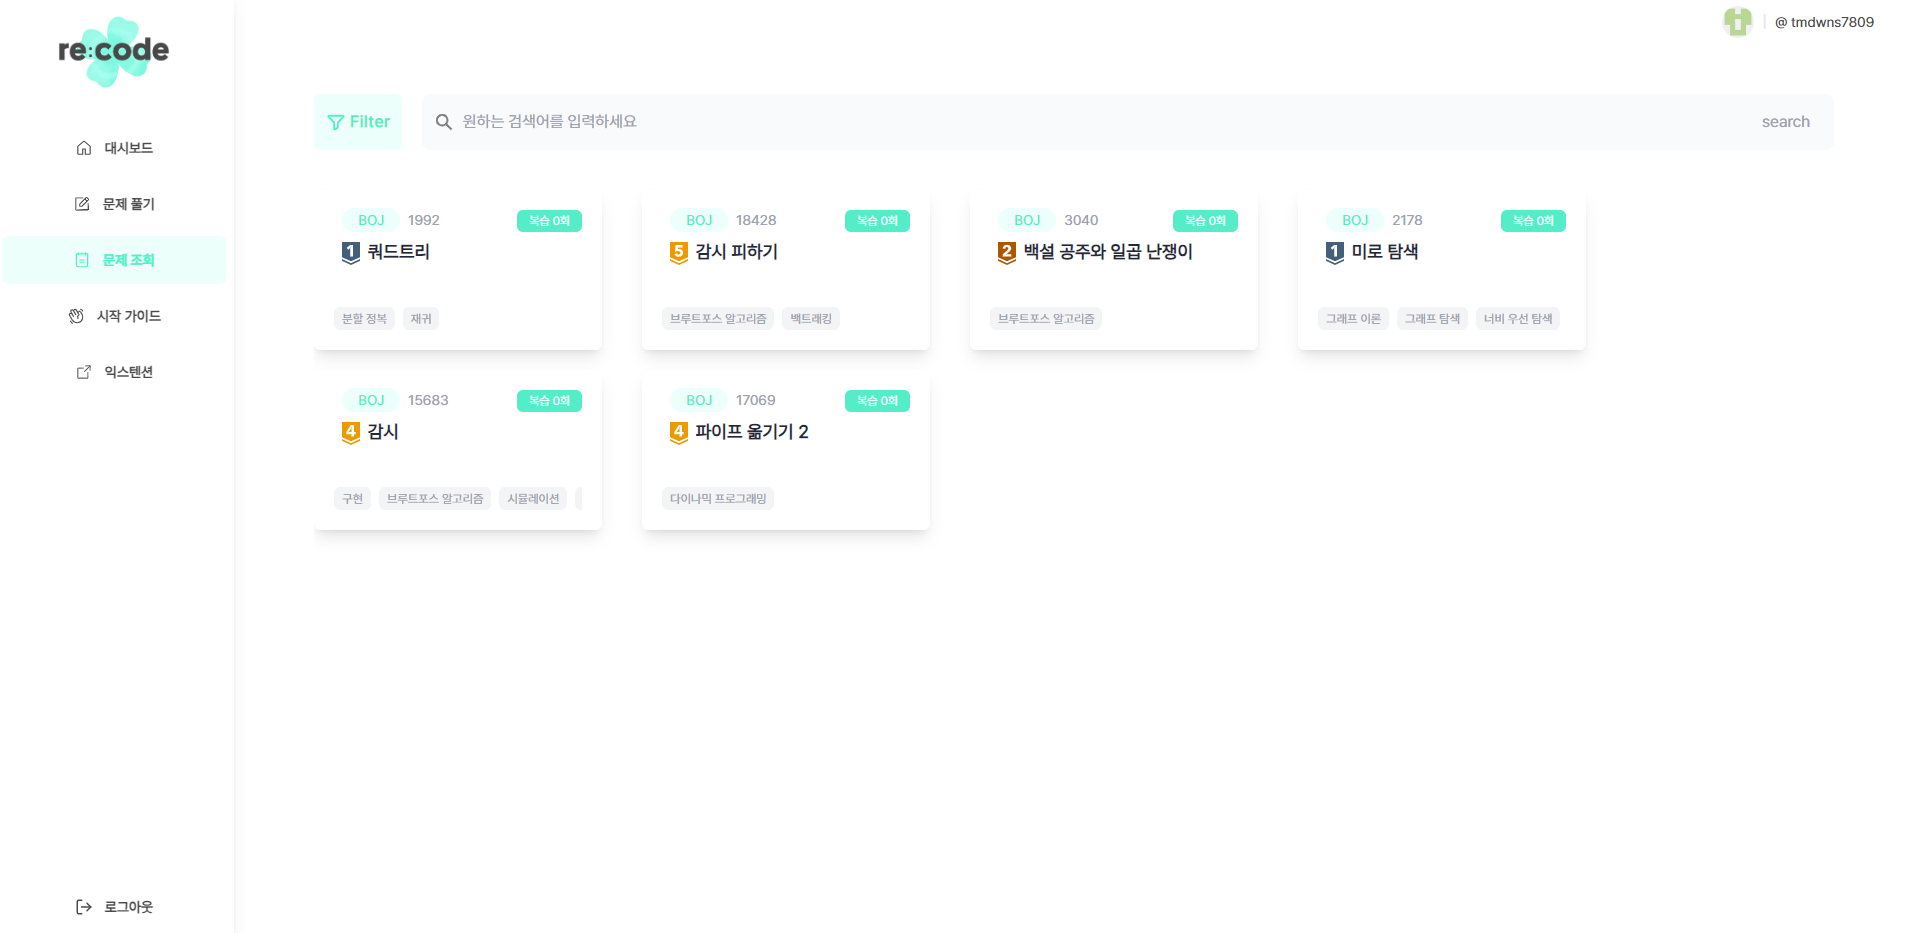 re:code
@ tmdwns7809
대시보드
문제 풀기
문제 조회
시작 가이드
익스텐션
로그아웃
Filter
원하는 검색어를 입력하세요
search
BOJ 1992 복습 0회
1 쿼드트리
분할 정복 재귀
BOJ 18428 복습 0회
5 감시 피하기
브루트포스 알고리즘 백트래킹
BOJ 3040 복습 0회
2 백설 공주와 일곱 난쟁이
브루트포스 알고리즘
BOJ 2178 복습 0회
1 미로 탐색
그래프 이론 그래프 탐색 너비 우선 탐색
BOJ 15683 복습 0회
4 감시
구현 브루트포스 알고리즘 시뮬레이션
BOJ 17069 복습 0회
4 파이프 옮기기 2
다이나믹 프로그래밍